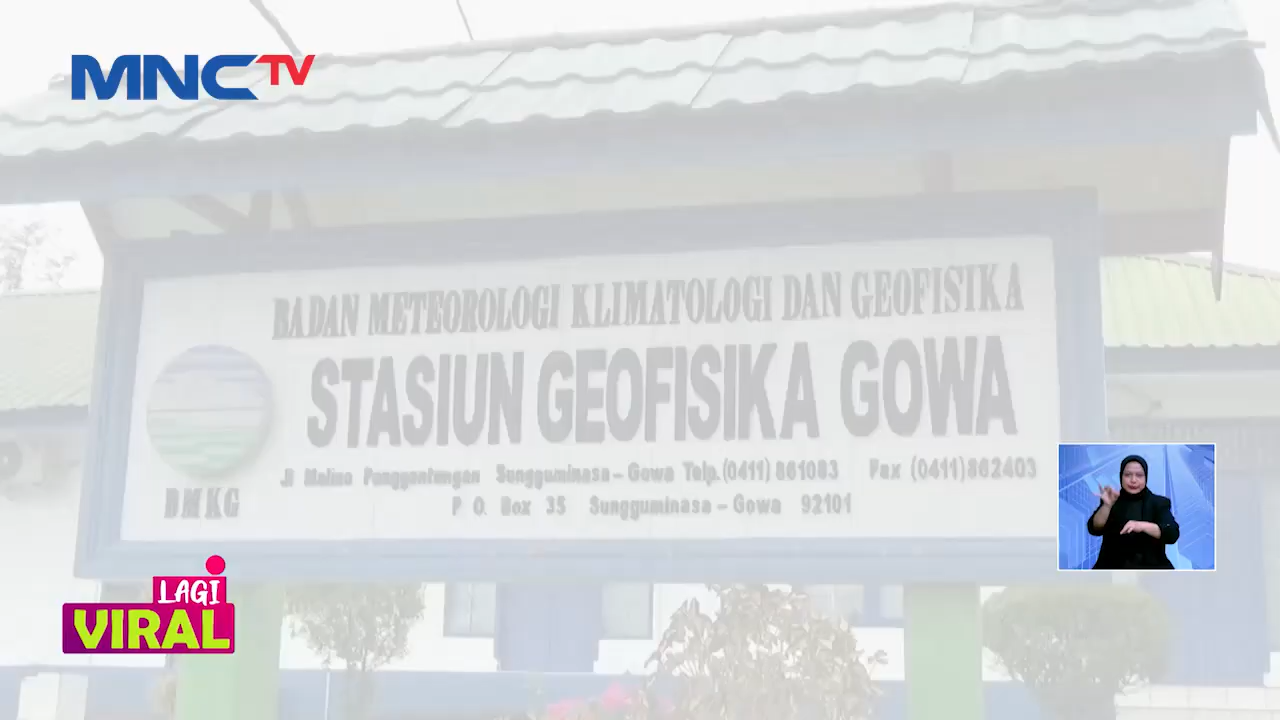 MNCTV
BADAN METEOROLOGI KLIMATOLOGI DAN GEOFISIKA
STASIUN GEOFISIKA GOWA
Jl Malino Panggentungan Sungguminasa - Gowa Telp. (0411) 861083 Fax (0411) 862403
P O. Box 35 Sungguminasa - Gowa 92101
BMKG
LAGI
VIRAL